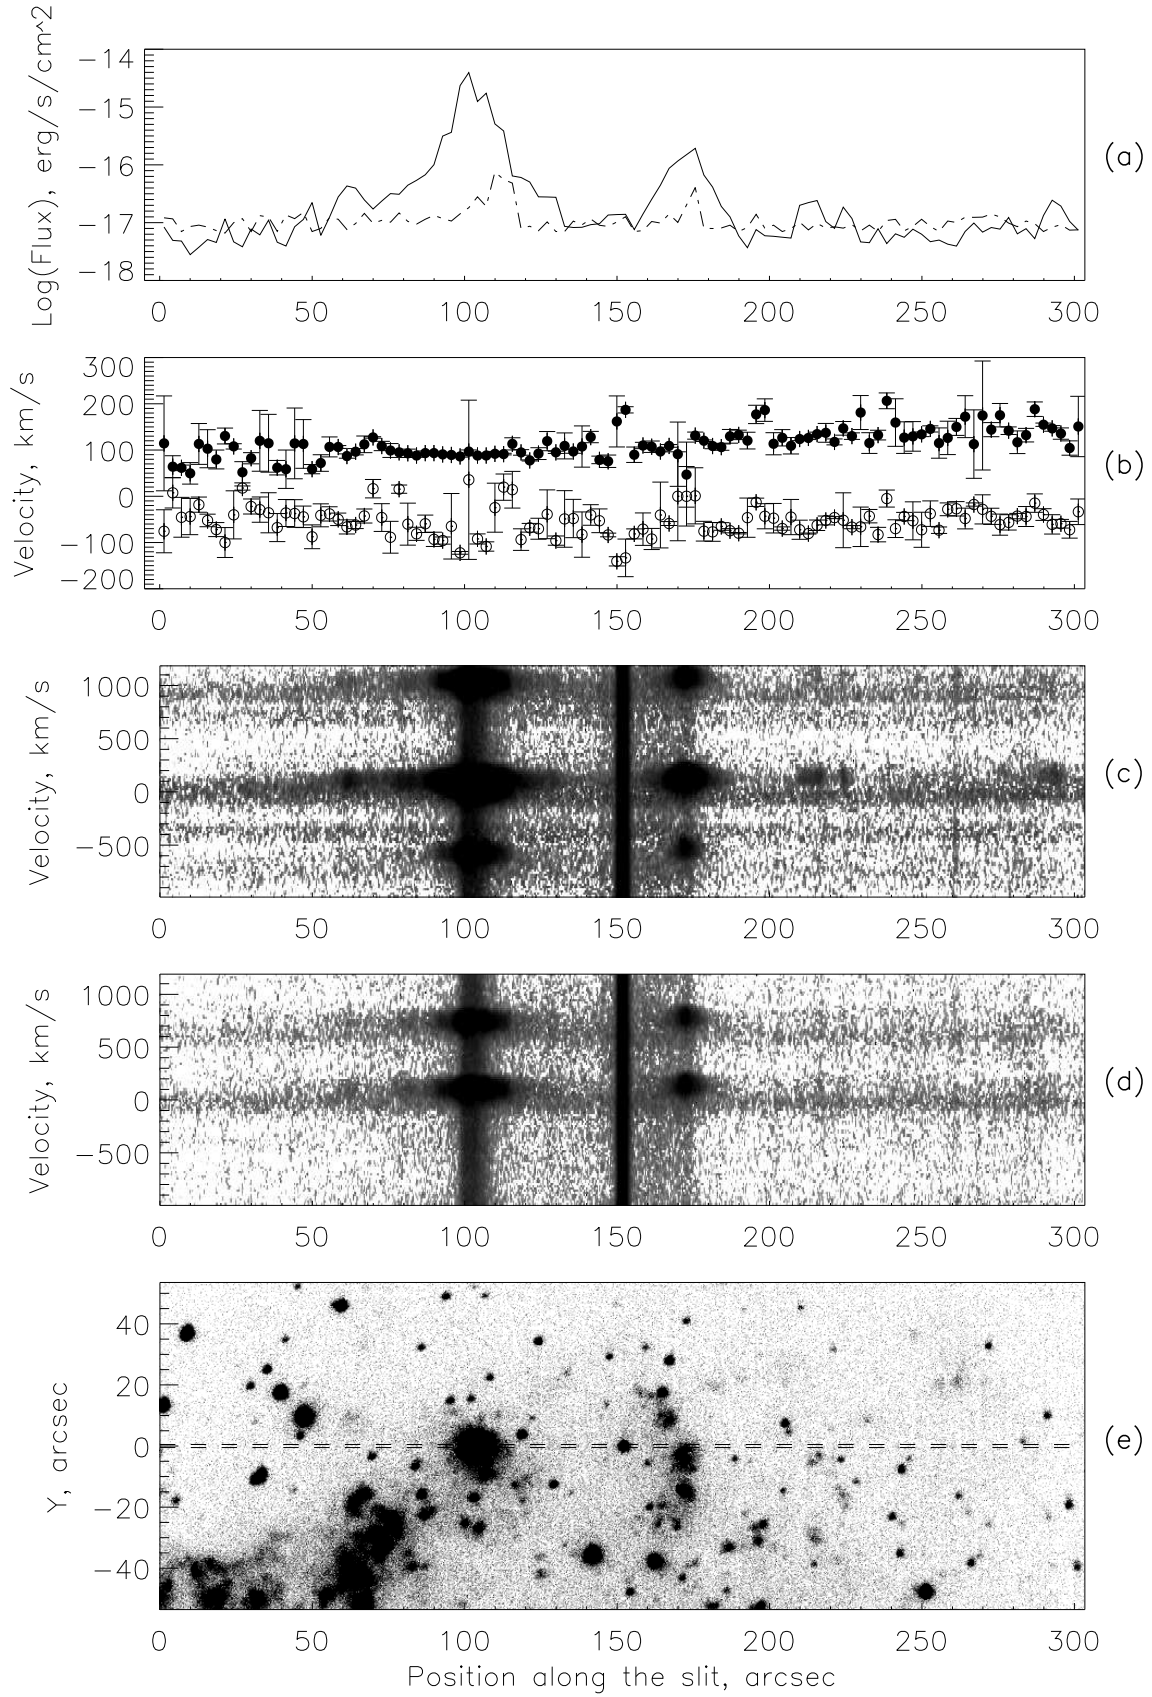 Log(Flux), erg/s/cm^2
−14
−15
−16
−17
−18
(a)
0 50 100 150 200 250 300
Velocity, km/s
300
200
100
0
−100
−200
(b)
0 50 100 150 200 250 300
Velocity, km/s
1000
500
0
−500
(c)
0 50 100 150 200 250 300
Velocity, km/s
1000
500
0
−500
(d)
0 50 100 150 200 250 300
Y, arcsec
40
20
0
−20
−40
(e)
0 50 100 150 200 250 300
Position along the slit, arcsec